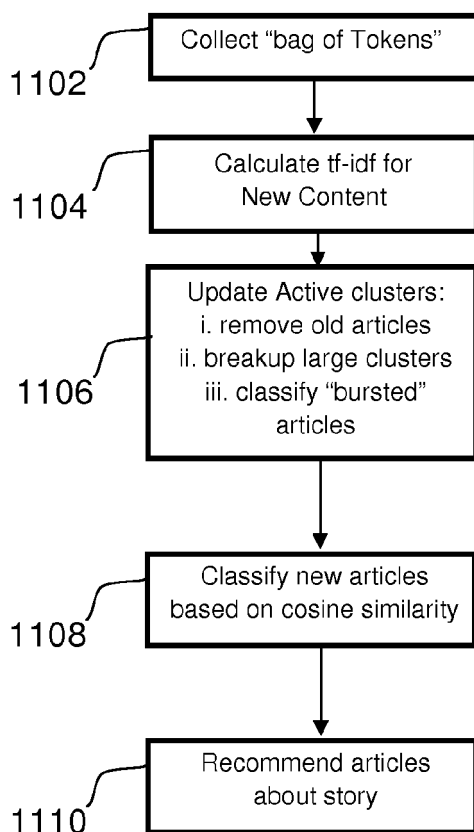 Collect “bag of Tokens”
1102
Calculate tf-idf for
New Content
1104
Update Active clusters:
i. remove old articles
ii. breakup large clusters
iii. classify “bursted”
articles
1106
Classify new articles
based on cosine similarity
1108
Recommend articles
about story
1110